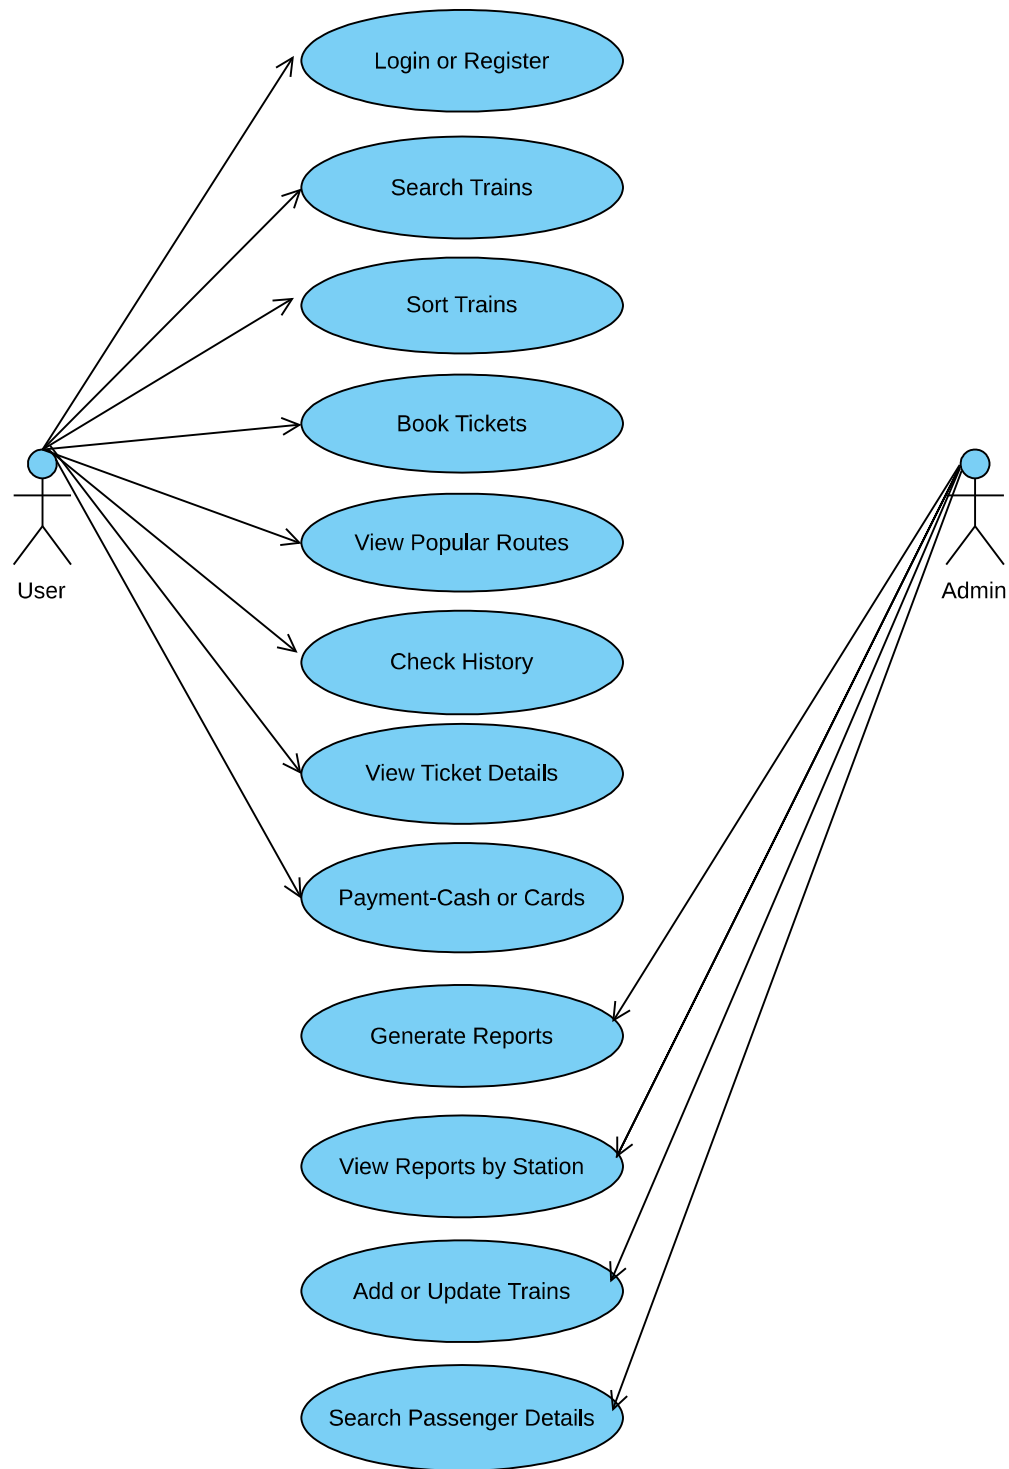 Login or Register
Search Trains
Sort Trains
Book Tickets
View Popular Routes
User
Admin
Check History
View Ticket Details
Payment-Cash or Cards
Generate Reports
View Reports by Station
Add or Update Trains
Search Passenger Details